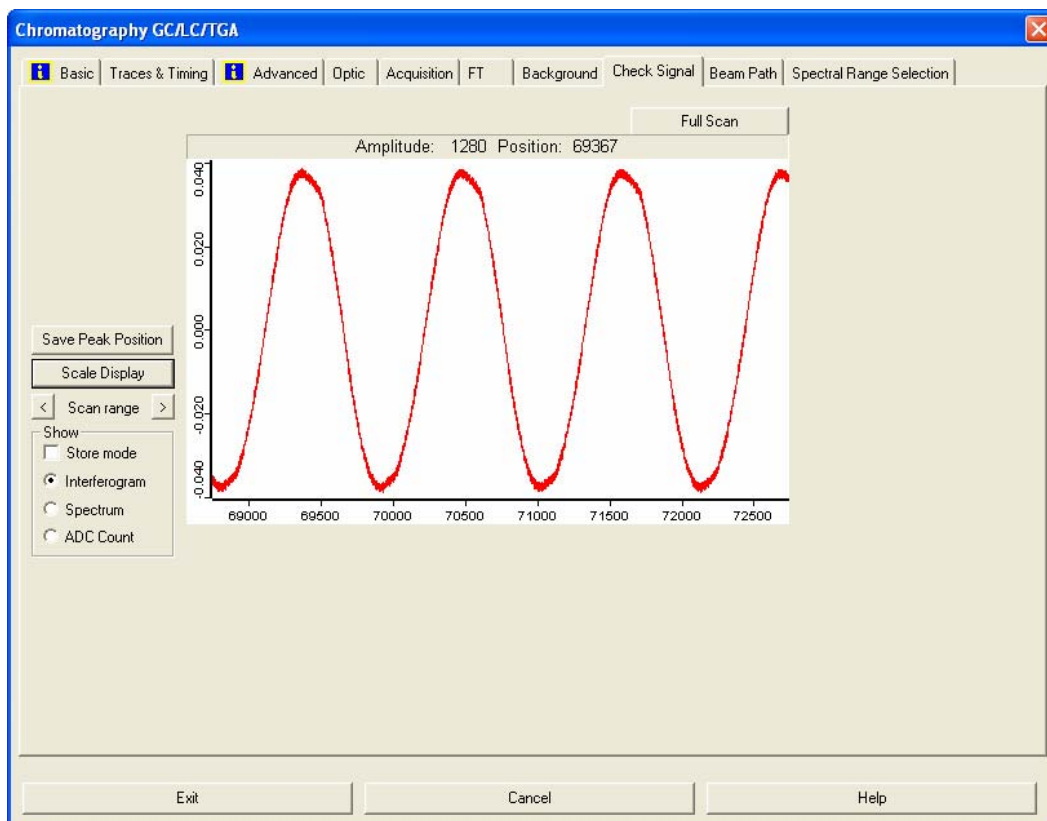 Chromatography GC/LC/TGA
Basic Traces & Timing Advanced Optic Acquisition FT Background Check Signal Beam Path Spectral Range Selection
Full Scan
Amplitude: 1280 Position: 69367
0.040
0.020
0.000
-0.020
-0.040
69000 69500 70000 70500 71000 71500 72000 72500
Save Peak Position
Scale Display
< Scan range >
Show
Store mode
Interferogram
Spectrum
ADC Count
Exit Cancel Help